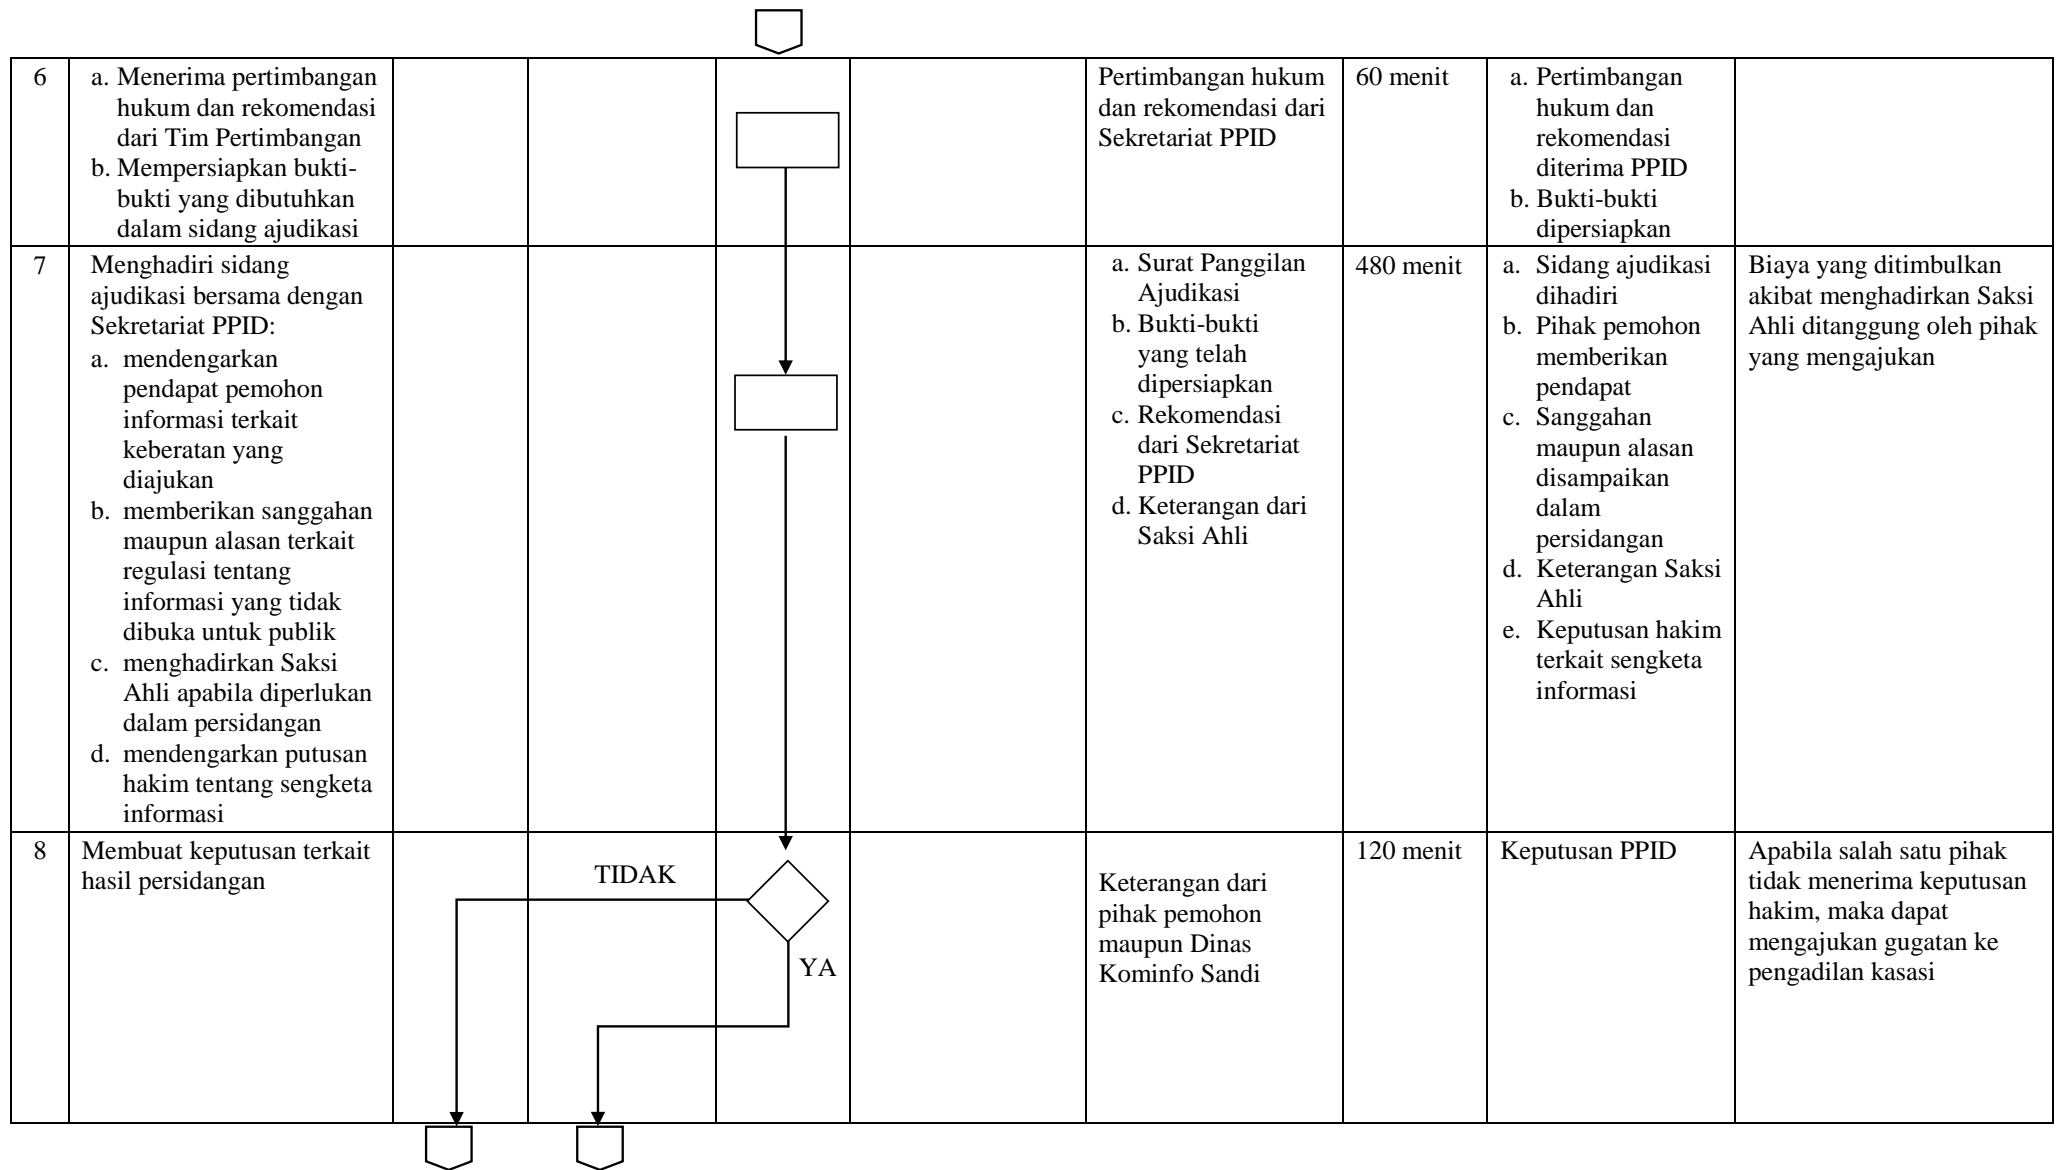 6
a. Menerima pertimbangan
hukum dan rekomendasi
dari Tim Pertimbangan
b. Mempersiapkan bukti-
bukti yang dibutuhkan
dalam sidang ajudikasi
Pertimbangan hukum
dan rekomendasi dari
Sekretariat PPID
60 menit
a. Pertimbangan
hukum dan
rekomendasi
diterima PPID
b. Bukti-bukti
dipersiapkan
7
Menghadiri sidang
ajudikasi bersama dengan
Sekretariat PPID:
a. mendengarkan
pendapat pemohon
informasi terkait
keberatan yang
diajukan
b. memberikan sanggahan
maupun alasan terkait
regulasi tentang
informasi yang tidak
dibuka untuk publik
c. menghadirkan Saksi
Ahli apabila diperlukan
dalam persidangan
d. mendengarkan putusan
hakim tentang sengketa
informasi
a. Surat Panggilan
Ajudikasi
b. Bukti-bukti
yang telah
dipersiapkan
c. Rekomendasi
dari Sekretariat
PPID
d. Keterangan dari
Saksi Ahli
480 menit
a. Sidang ajudikasi
dihadiri
b. Pihak pemohon
memberikan
pendapat
c. Sanggahan
maupun alasan
disampaikan
dalam
persidangan
d. Keterangan Saksi
Ahli
e. Keputusan hakim
terkait sengketa
informasi
Biaya yang ditimbulkan
akibat menghadirkan Saksi
Ahli ditanggung oleh pihak
yang mengajukan
8
Membuat keputusan terkait
hasil persidangan
TIDAK
YA
Keterangan dari
pihak pemohon
maupun Dinas
Kominfo Sandi
120 menit
Keputusan PPID
Apabila salah satu pihak
tidak menerima keputusan
hakim, maka dapat
mengajukan gugatan ke
pengadilan kasasi